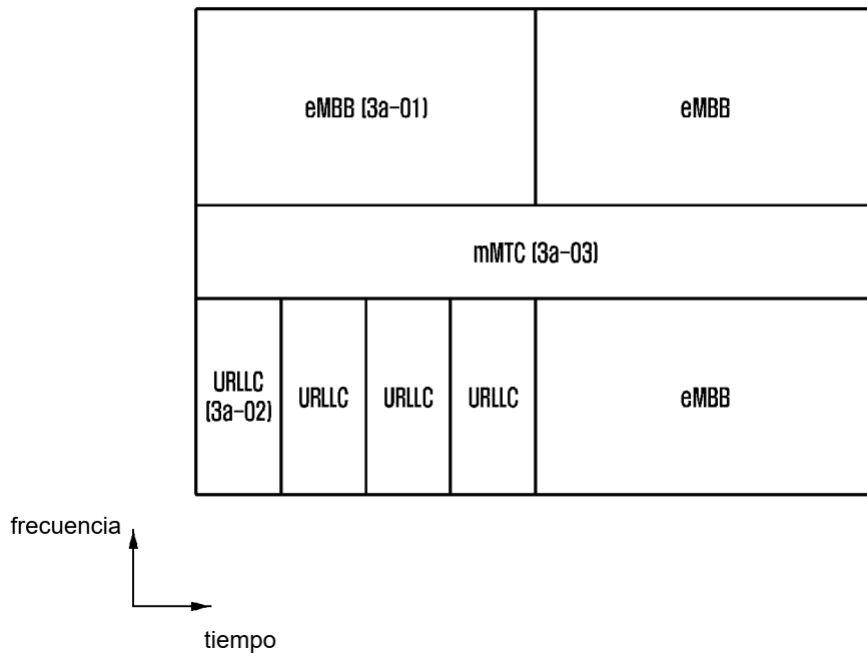 eMBB (3a-01)
eMBB
mMTC (3a-03)
URLLC
(3a-02)
URLLC
URLLC
URLLC
eMBB
frecuencia
tiempo